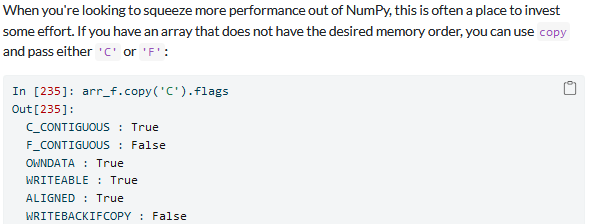 When you're looking to squeeze more performance out of NumPy, this is often a place to invest
some effort. If you have an array that does not have the desired memory order, you can use copy
and pass either 'C' or 'F':
In [235]: arr_f.copy('C').flags
Out[235]:
  C_CONTIGUOUS : True
  F_CONTIGUOUS : False
  OWNDATA : True
  WRITEABLE : True
  ALIGNED : True
  WRITEBACKIFCOPY : False